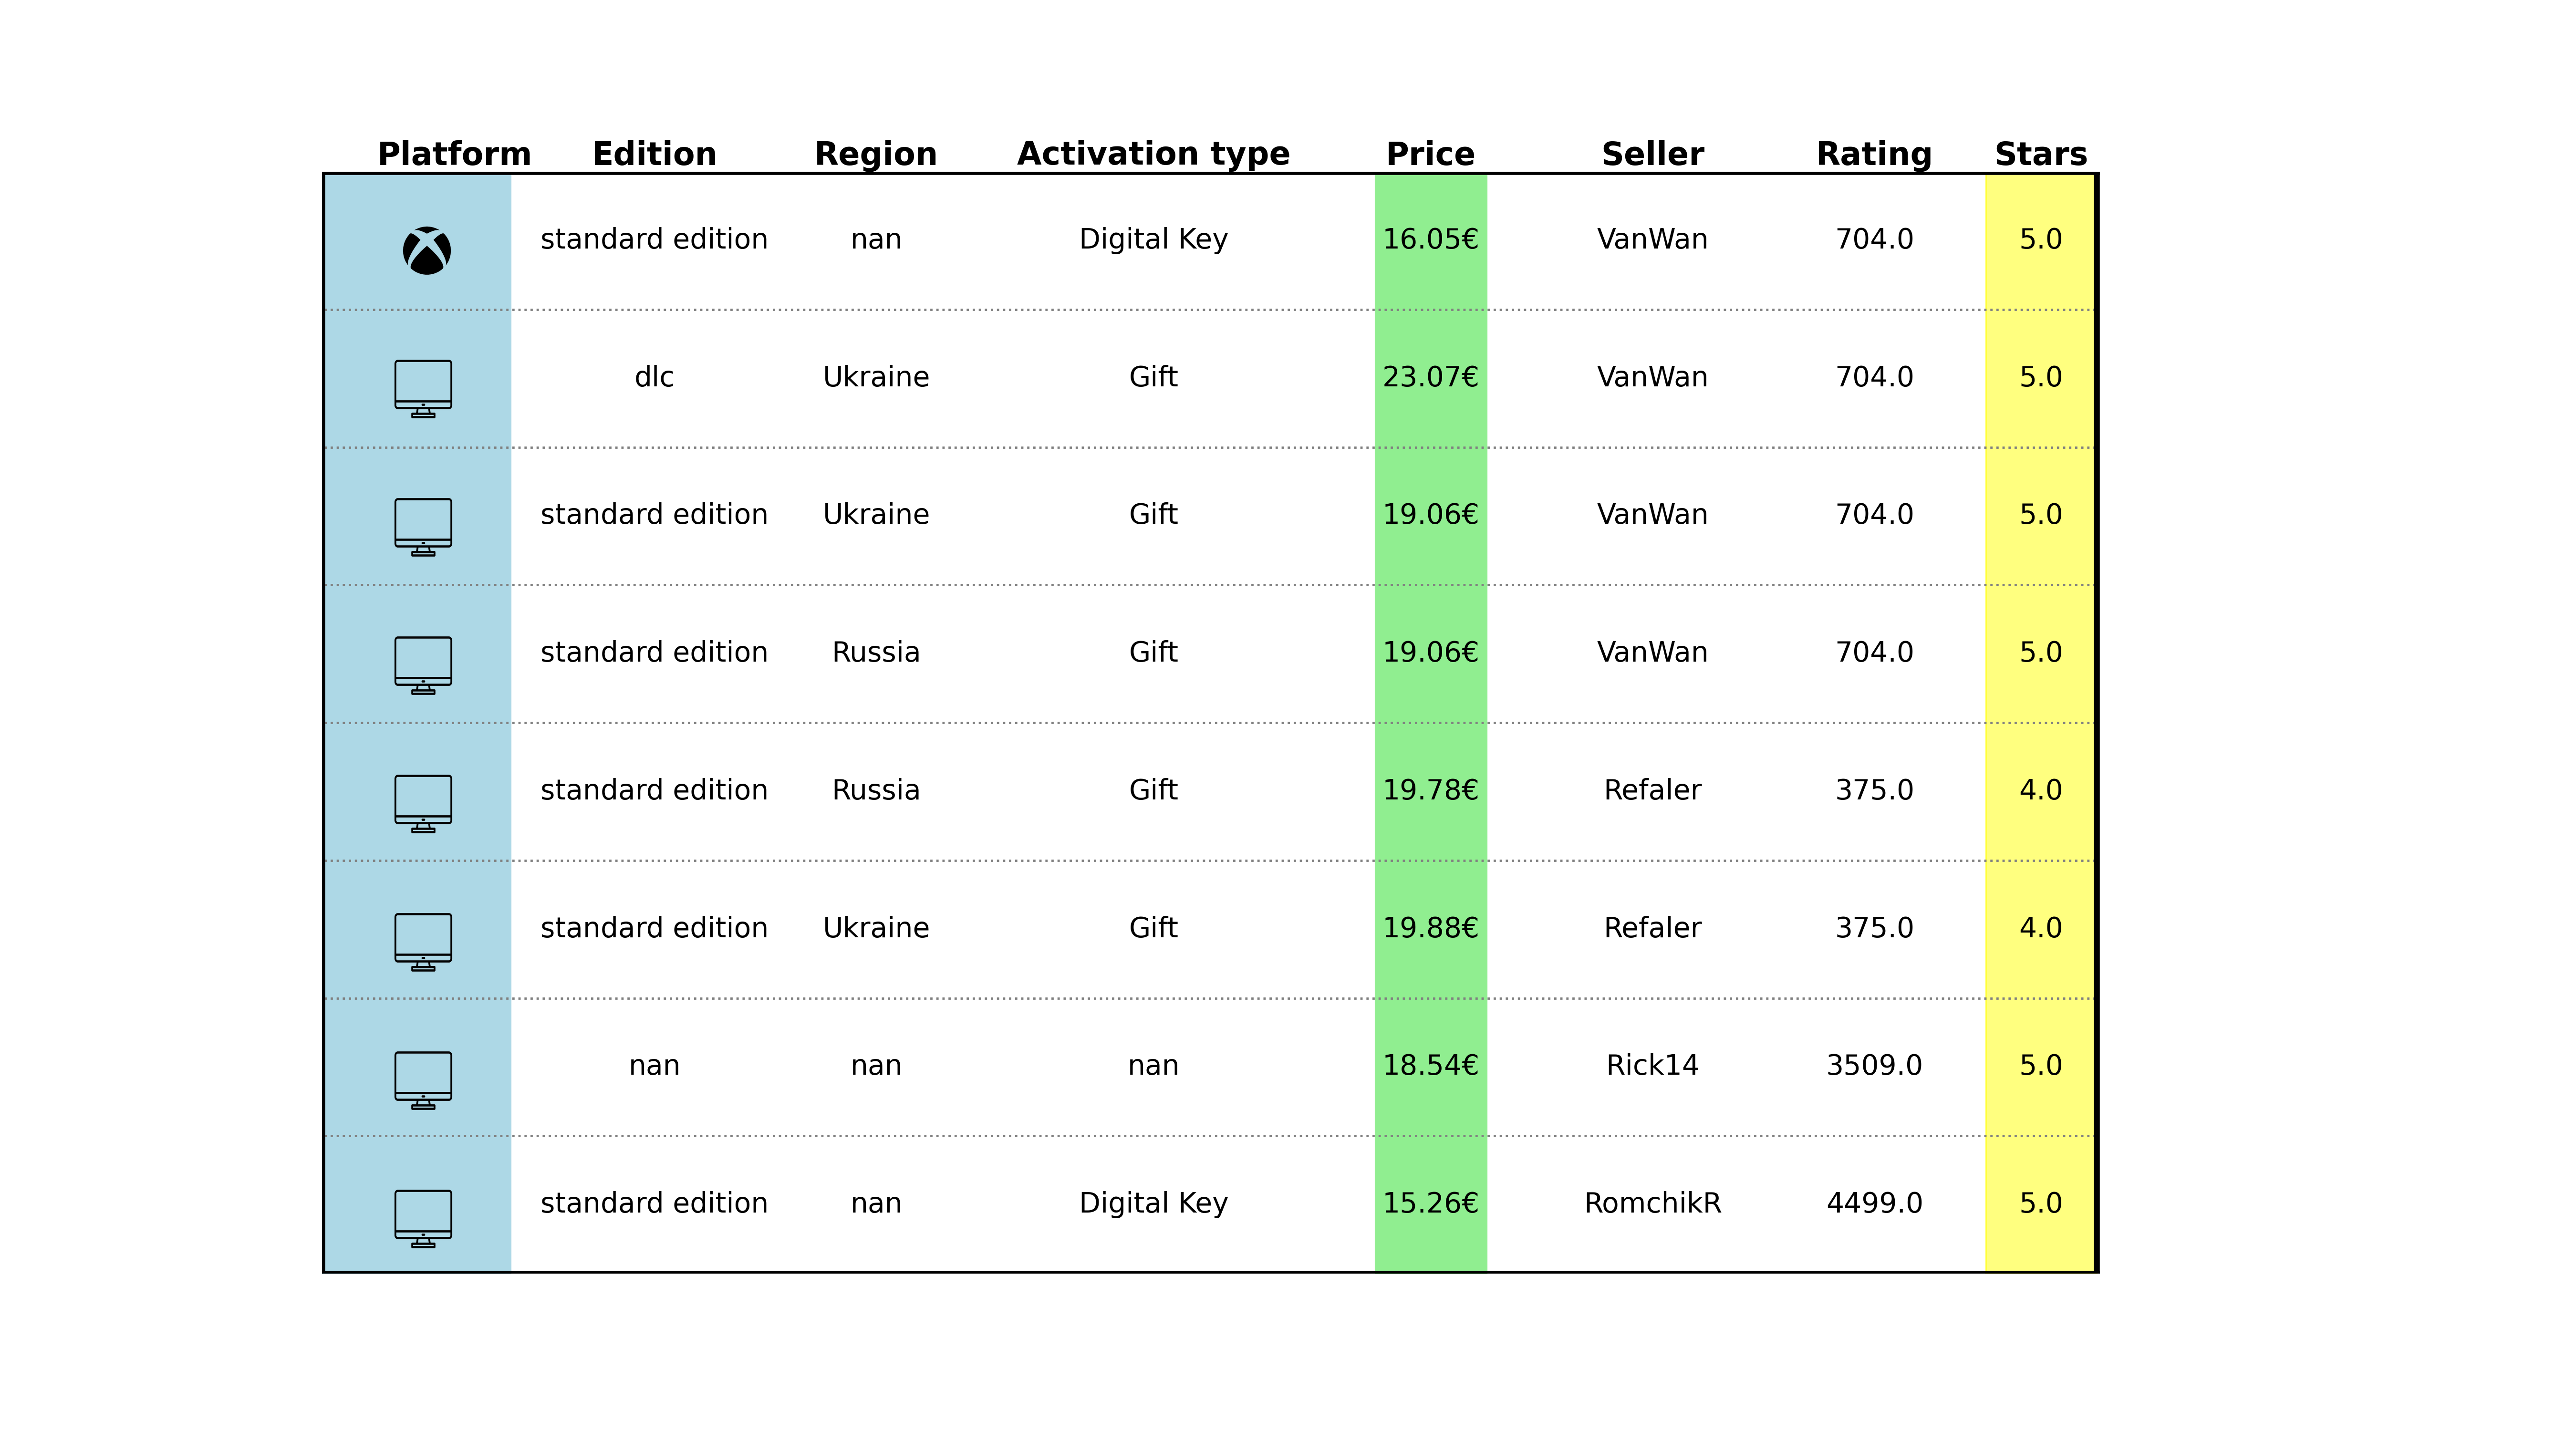 Platform Edition Region Activation type Price Seller Rating Stars
standard edition nan Digital Key 16.05€ VanWan 704.0 5.0
dlc Ukraine Gift 23.07€ VanWan 704.0 5.0
standard edition Ukraine Gift 19.06€ VanWan 704.0 5.0
standard edition Russia Gift 19.06€ VanWan 704.0 5.0
standard edition Russia Gift 19.78€ Refaler 375.0 4.0
standard edition Ukraine Gift 19.88€ Refaler 375.0 4.0
nan nan nan 18.54€ Rick14 3509.0 5.0
standard edition nan Digital Key 15.26€ RomchikR 4499.0 5.0